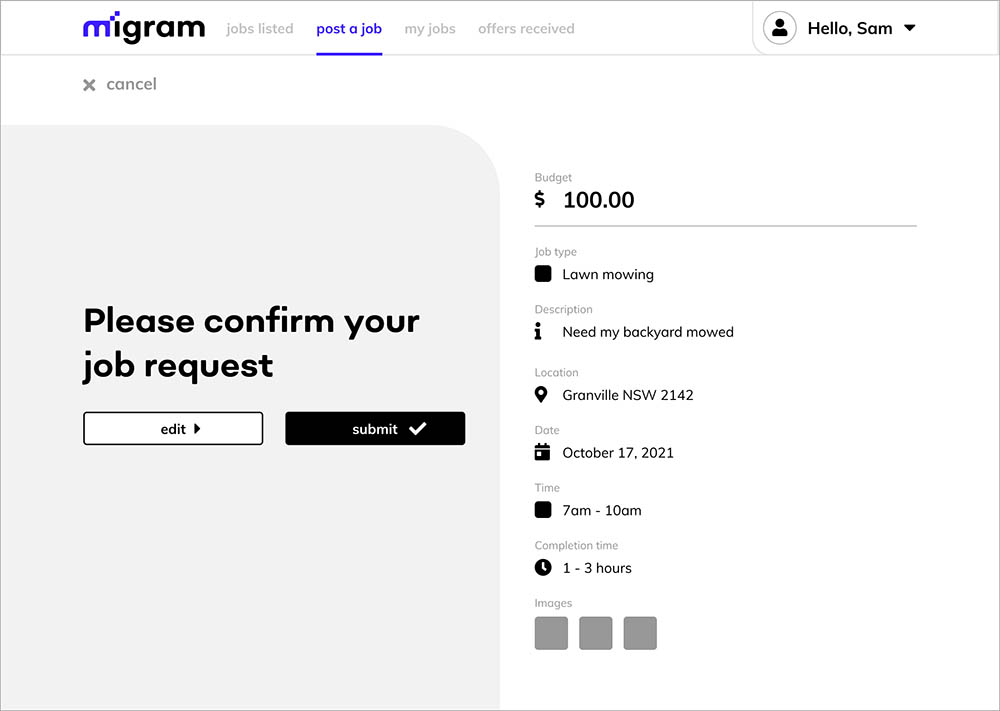 migram jobs listed post a job my jobs offers received Hello, Sam
cancel
Please confirm your
job request
edit
submit
Budget
$ 100.00
Job type
Lawn mowing
Description
Need my backyard mowed
Location
Granville NSW 2142
Date
October 17, 2021
Time
7am - 10am
Completion time
1 - 3 hours
Images